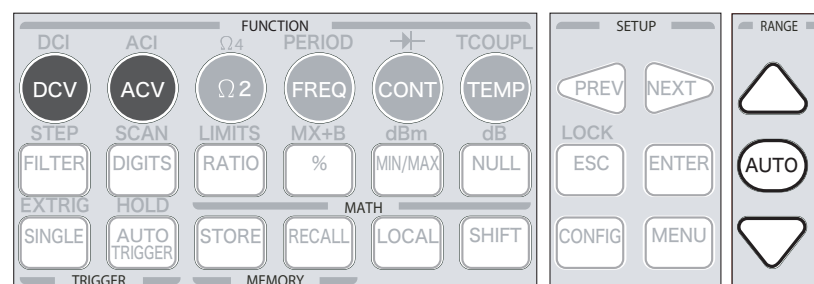 FUNCTION
DCI ACI Ω4 PERIOD TCOUPL
DCV ACV Ω2 FREQ CONT TEMP
STEP SCAN LIMITS MX+B dBm dB
FILTER DIGITS RATIO % MIN/MAX NULL
EXTRIG HOLD MATH
SINGLE AUTO TRIGGER STORE RECALL LOCAL SHIFT
TRIGGER MEMORY
SETUP
PREV NEXT
LOCK
ESC ENTER
CONFIG MENU
RANGE
AUTO